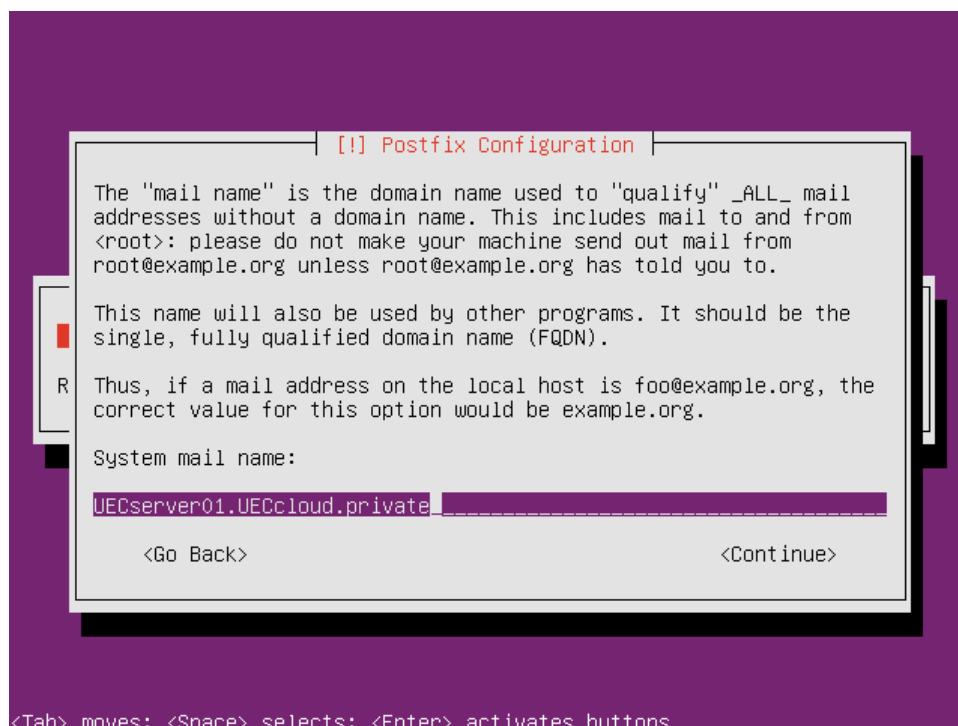 [!] Postfix Configuration
The "mail name" is the domain name used to "qualify" _ALL_ mail
addresses without a domain name. This includes mail to and from
<root>: please do not make your machine send out mail from
root@example.org unless root@example.org has told you to.
This name will also be used by other programs. It should be the
single, fully qualified domain name (FQDN).
R
Thus, if a mail address on the local host is foo@example.org, the
correct value for this option would be example.org.
System mail name:
UECserver01.UECcloud.private
<Go Back> <Continue>
<Tab> moves; <Space> selects; <Enter> activates buttons